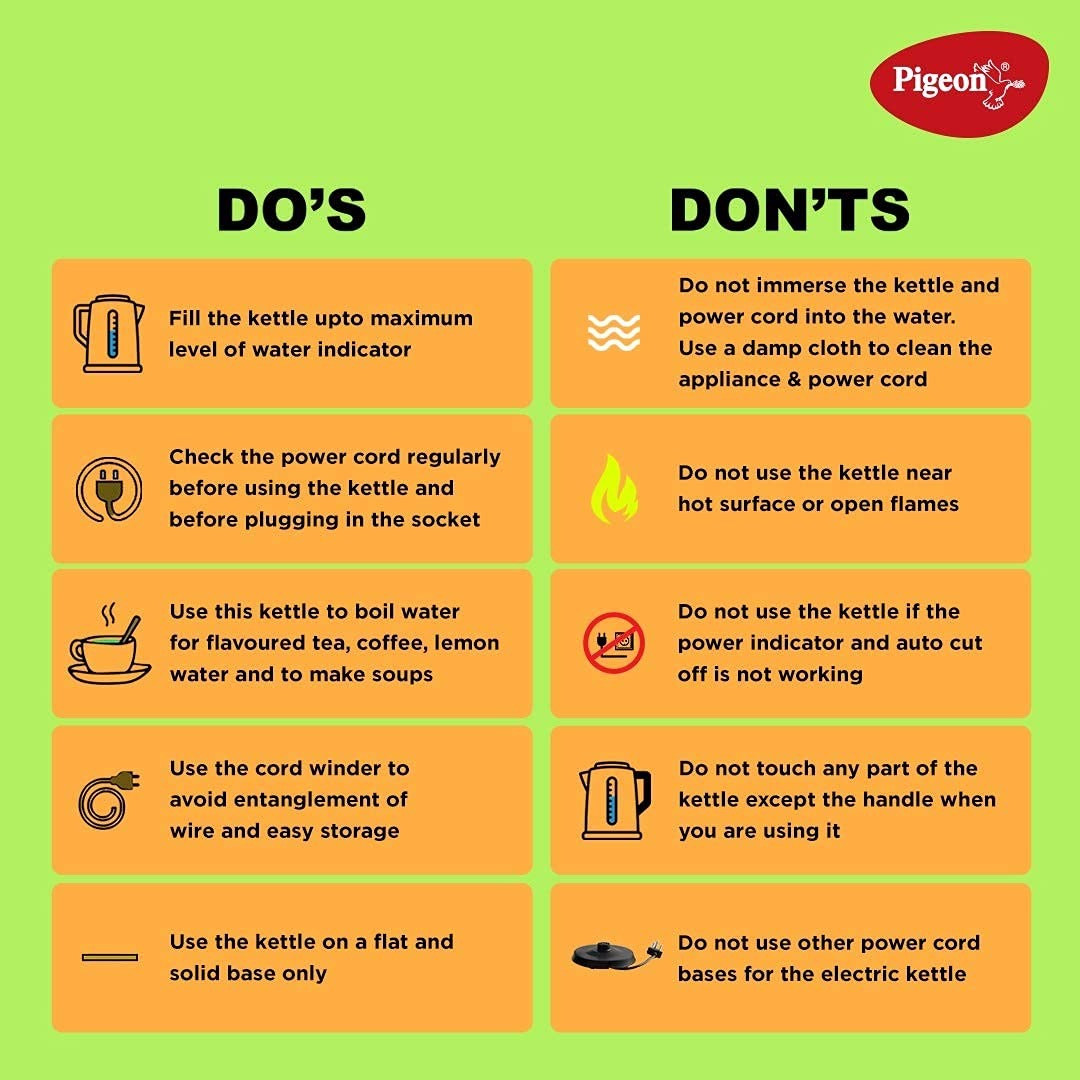 Pigeon®
DO'S
Fill the kettle upto maximum
level of water indicator
Check the power cord regularly
before using the kettle and
before plugging in the socket
Use this kettle to boil water
for flavoured tea, coffee, lemon
water and to make soups
Use the cord winder to
avoid entanglement of
wire and easy storage
Use the kettle on a flat and
solid base only
DON'TS
Do not immerse the kettle and
power cord into the water.
Use a damp cloth to clean the
appliance & power cord
Do not use the kettle near
hot surface or open flames
Do not use the kettle if the
power indicator and auto cut
off is not working
Do not touch any part of the
kettle except the handle when
you are using it
Do not use other power cord
bases for the electric kettle